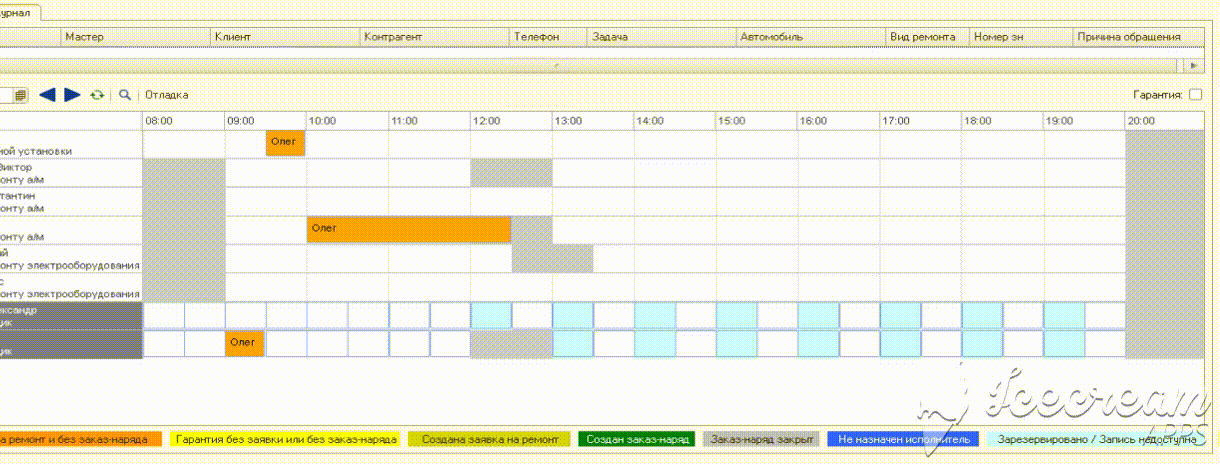 урнал
Мастер Клиент Контрагент Телефон Задача Автомобиль Вид ремонта Номер зн Причина обращения
Отладка Гарантия:
08:00 09:00 10:00 11:00 12:00 13:00 14:00 15:00 16:00 17:00 18:00 19:00 20:00
Олег
ной установки
Виктор
онту а/м
тантин
онту а/м
Олег
онту а/м
ай
онту электрооборудования
с
онту электрооборудования
ександр
щик
Олег
щик
Icecream
APPS
а ремонт и без заказ-наряда Гарантия без заявки или без заказ-наряда Создана заявка на ремонт Создан заказ-наряд Заказ-наряд закрыт Не назначен исполнитель Зарезервировано / Запись недоступна